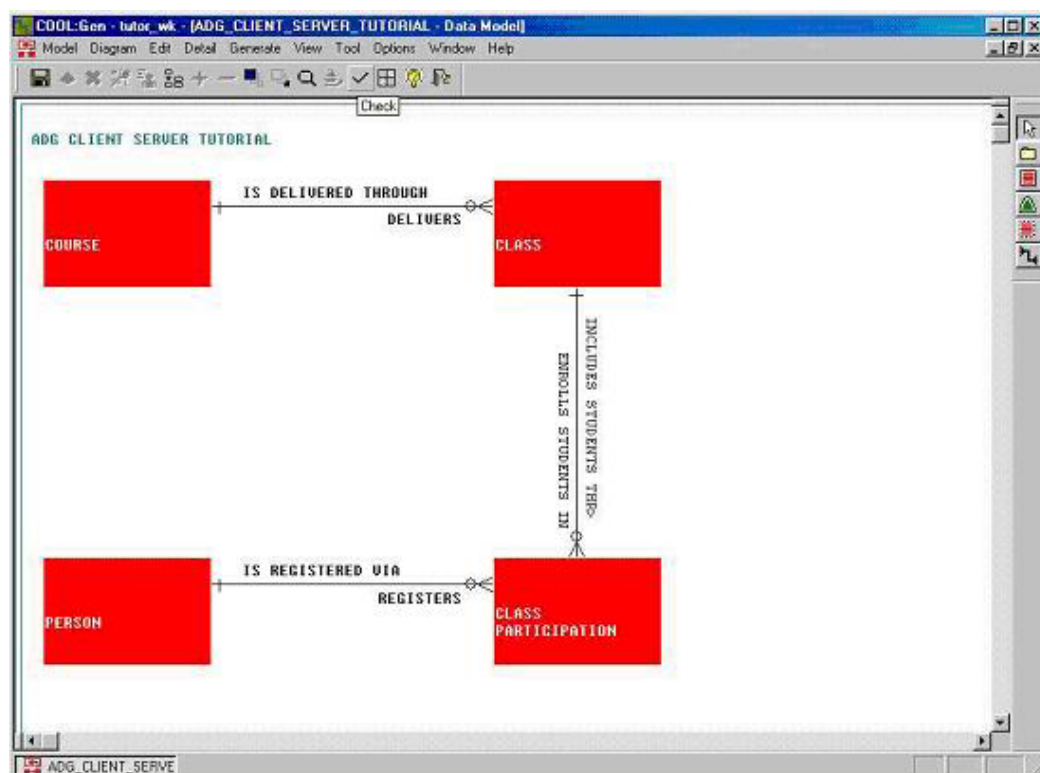 COOL:Gen - tutor_wk - [ADG_CLIENT_SERVER_TUTORIAL - Data Model]
Model Diagram Edit Detail Generate View Tool Options Window Help
Check
ADG CLIENT SERVER TUTORIAL
IS DELIVERED THROUGH
DELIVERS
COURSE
CLASS
INCLUDES STUDENTS THR>
ENROLLS STUDENTS IN
IS REGISTERED VIA
REGISTERS
PERSON
CLASS
PARTICIPATION
ADG_CLIENT_SERVE